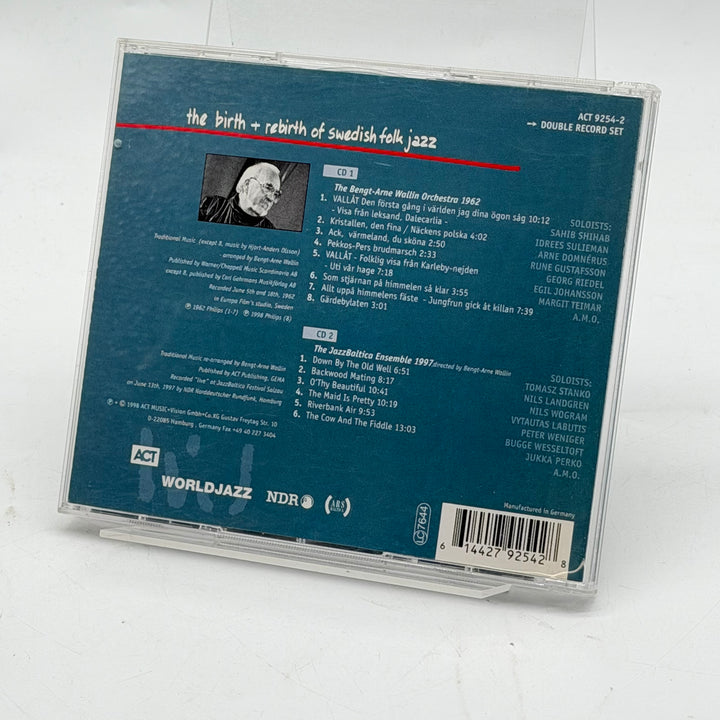 the birth + rebirth of swedish folk jazz
ACT 9254-2
→ DOUBLE RECORD SET
CD 1
The Bengt-Arne Wallin Orchestra 1962
1. VALLÅT Den första gång i världen jag dina ögon såg 10:12
- Visa från leksand, Dalecarlia -
2. Kristallen, den fina / Näckens polska 4:02
3. Ack, värmeland, du sköna 2:50
4. Pekkos-Pers brudmarsch 2:33
5. VALLÅT - Folklig visa från Karleby-nejden
- Uti vår hage 7:18
6. Som stjärnan på himmelen så klar 3:55
7. Allt uppå himmelens fäste - Jungfrun gick åt killan 7:39
8. Gärdebylaten 3:01
SOLOISTS:
SAHIB SHIHAB
IDREES SULIEMAN
ARNE DOMNÉRUS
RUNE GUSTAFSSON
GEORG RIEDEL
EGIL JOHANSSON
MARGIT TEIMAR
A.M.O.
Traditional Music (except 8, music by Hjort-Anders Olsson)
- arranged by Bengt-Arne Wallin
Published by Warner/Chappell Music Scandinavia AB
except 8, published by Carl Gehrmans Musikförlag AB
Recorded June 5th and 18th, 1962
in Europa Film's studio, Sweden
℗ 1962 Philips (1-7) ℗ 1998 Philips (8)
CD 2
The JazzBaltica Ensemble 1997 directed by Bengt-Arne Wallin
1. Down By The Old Well 6:51
2. Backwood Mating 8:17
3. O'Thy Beautiful 10:41
4. The Maid Is Pretty 10:19
5. Riverbank Air 9:53
6. The Cow And The Fiddle 13:03
SOLOISTS:
TOMASZ STANKO
NILS LANDGREN
NILS WOGRAM
VYTAUTAS LABUTIS
PETER WENIGER
BUGGE WESSELTOFT
JUKKA PERKO
A.M.O.
Traditional Music re-arranged by Bengt-Arne Wallin
Published by ACT Publishing, GEMA
Recorded "live" at JazzBaltica Festival Salzau
on June 13th, 1997 by NDR Norddeutscher Rundfunk, Hamburg
℗ + © 1998 ACT MUSIC+Vision GmbH+Co.KG Gustav Freytag Str. 10
D-22085 Hamburg, Germany Fax +49 40 227 1404
ACT
WORLDJAZZ
NDR
ARS
LC 7644
Manufactured in Germany
6 14427 92542 8